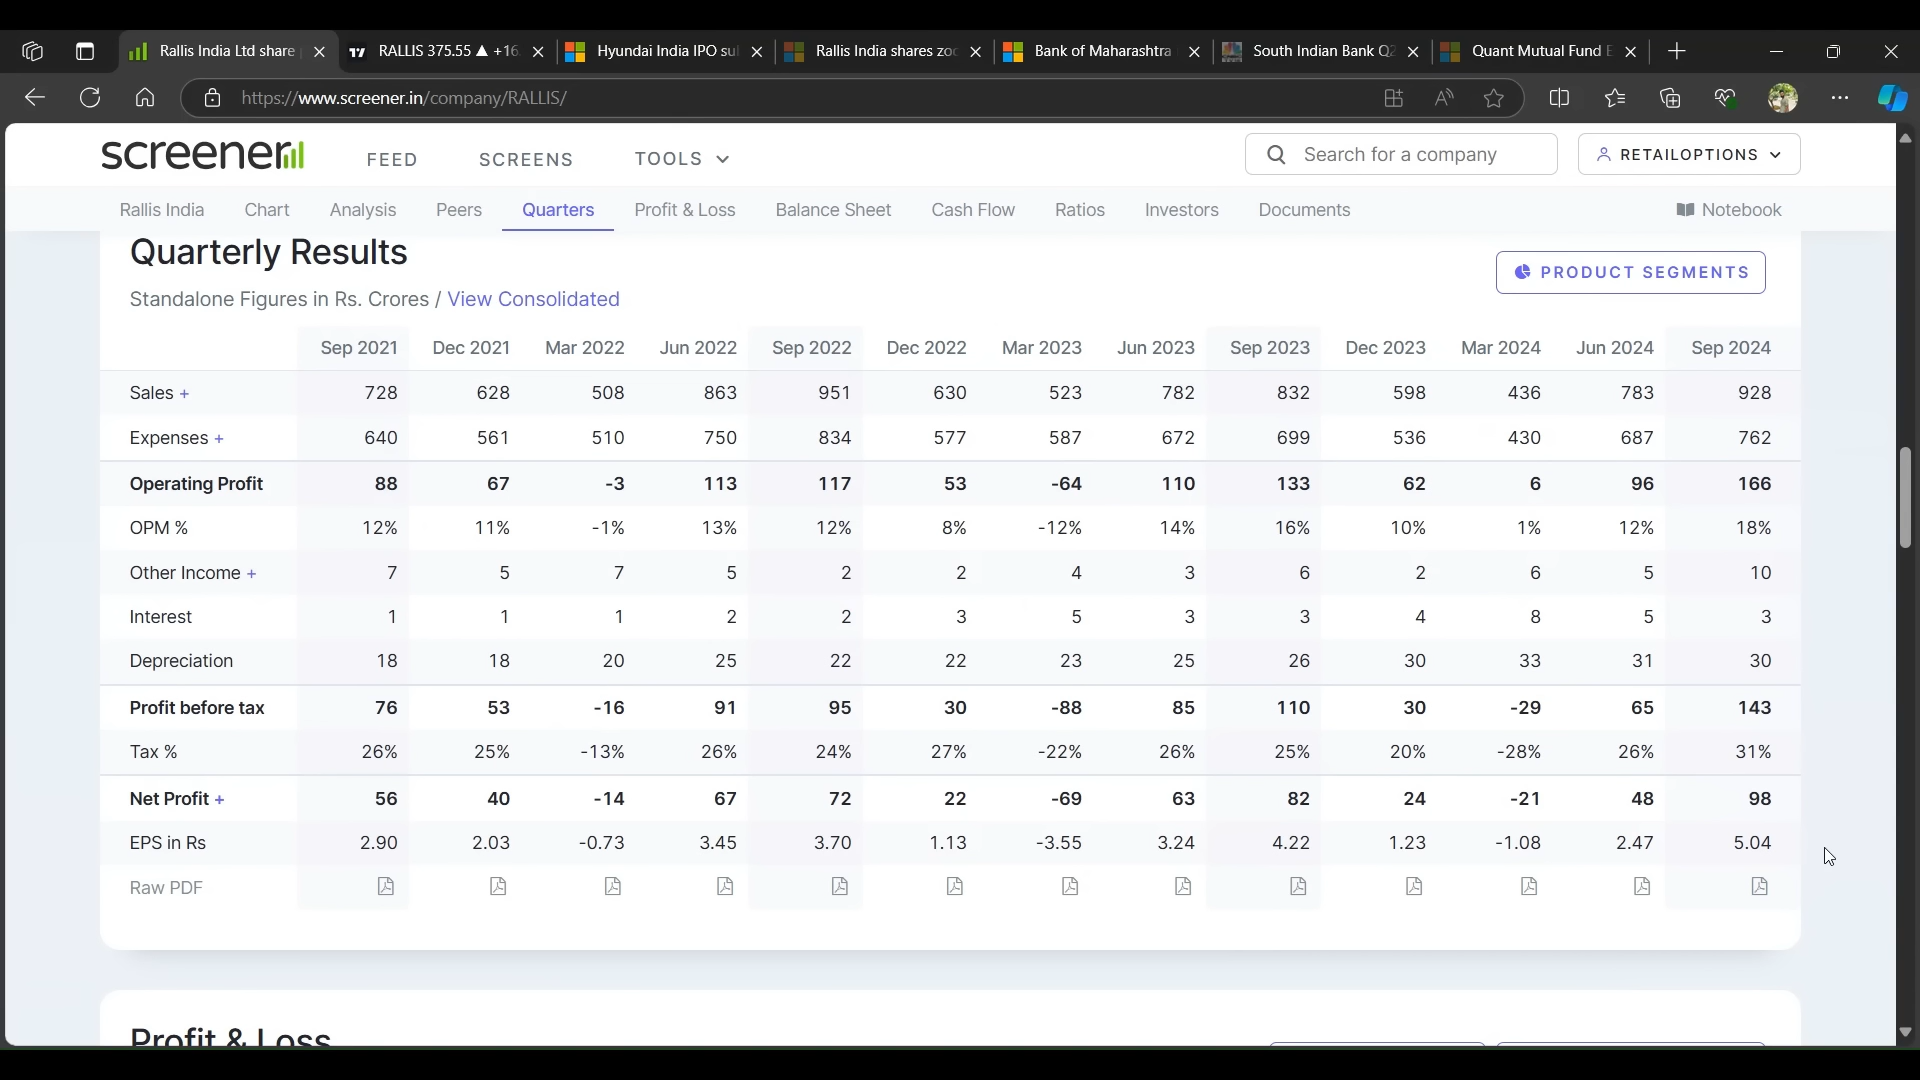 Rallis India Ltd share
RALLIS 375.55 ▲ +16.
Hyundai India IPO su
Rallis India shares zoo
Bank of Maharashtra
South Indian Bank Q2
Quant Mutual Fund E
https://www.screener.in/company/RALLIS/
screener
FEED
SCREENS
TOOLS
Search for a company
RETAILOPTIONS
Rallis India
Chart
Analysis
Peers
Quarters
Profit & Loss
Balance Sheet
Cash Flow
Ratios
Investors
Documents
Notebook
Quarterly Results
PRODUCT SEGMENTS
Standalone Figures in Rs. Crores / View Consolidated
Sep 2021 Dec 2021 Mar 2022 Jun 2022 Sep 2022 Dec 2022 Mar 2023 Jun 2023 Sep 2023 Dec 2023 Mar 2024 Jun 2024 Sep 2024
Sales + 728 628 508 863 951 630 523 782 832 598 436 783 928
Expenses + 640 561 510 750 834 577 587 672 699 536 430 687 762
Operating Profit 88 67 -3 113 117 53 -64 110 133 62 6 96 166
OPM % 12% 11% -1% 13% 12% 8% -12% 14% 16% 10% 1% 12% 18%
Other Income + 7 5 7 5 2 2 4 3 6 2 6 5 10
Interest 1 1 1 2 2 3 5 3 3 4 8 5 3
Depreciation 18 18 20 25 22 22 23 25 26 30 33 31 30
Profit before tax 76 53 -16 91 95 30 -88 85 110 30 -29 65 143
Tax % 26% 25% -13% 26% 24% 27% -22% 26% 25% 20% -28% 26% 31%
Net Profit + 56 40 -14 67 72 22 -69 63 82 24 -21 48 98
EPS in Rs 2.90 2.03 -0.73 3.45 3.70 1.13 -3.55 3.24 4.22 1.23 -1.08 2.47 5.04
Raw PDF
Profit & Loss